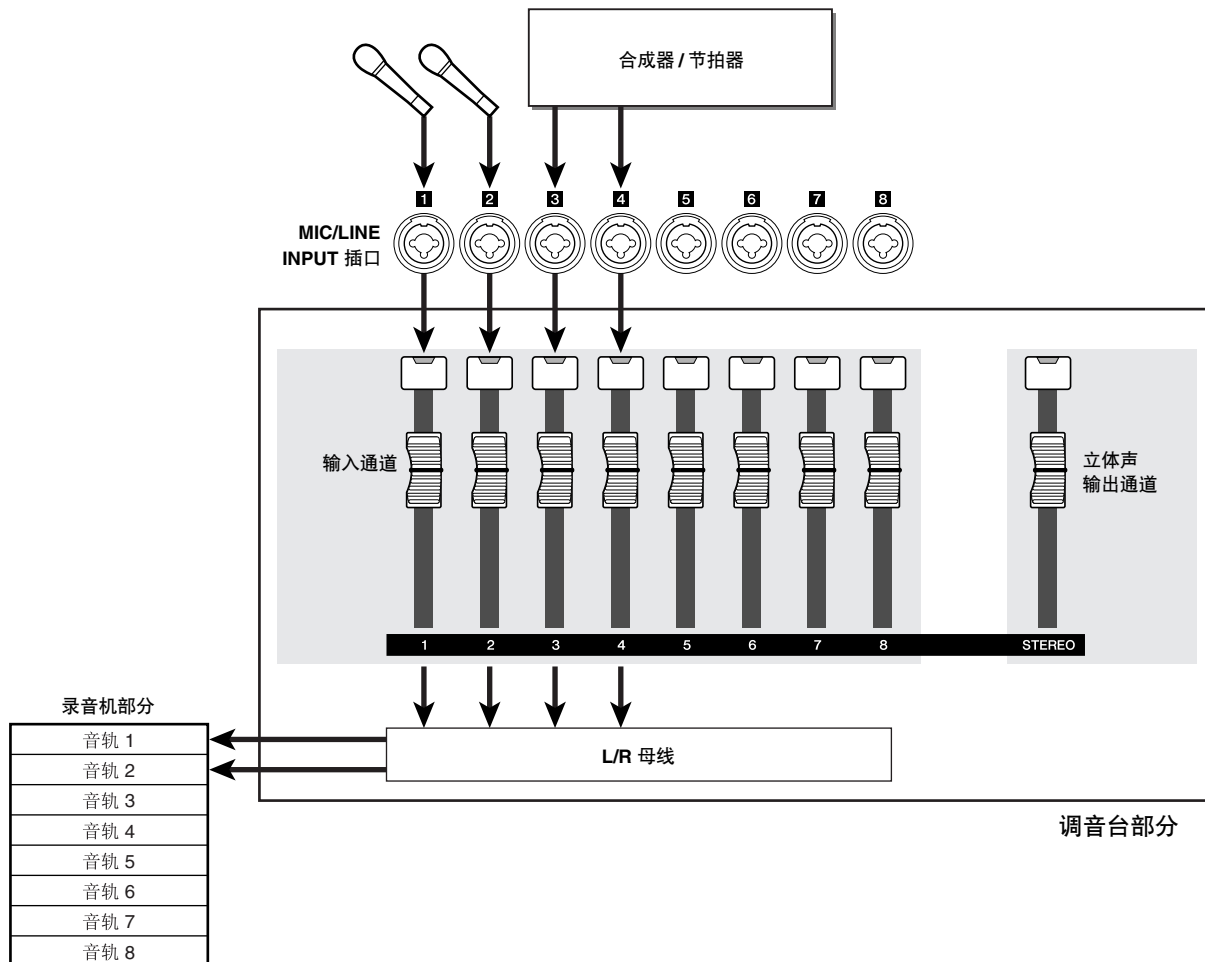 合成器 / 节拍器
1 2 3 4 5 6 7 8
MIC/LINE
INPUT 插口
输入通道
立体声
输出通道
1 2 3 4 5 6 7 8 STEREO
录音机部分
音轨 1
音轨 2
音轨 3
音轨 4
音轨 5
音轨 6
音轨 7
音轨 8
L/R 母线
调音台部分